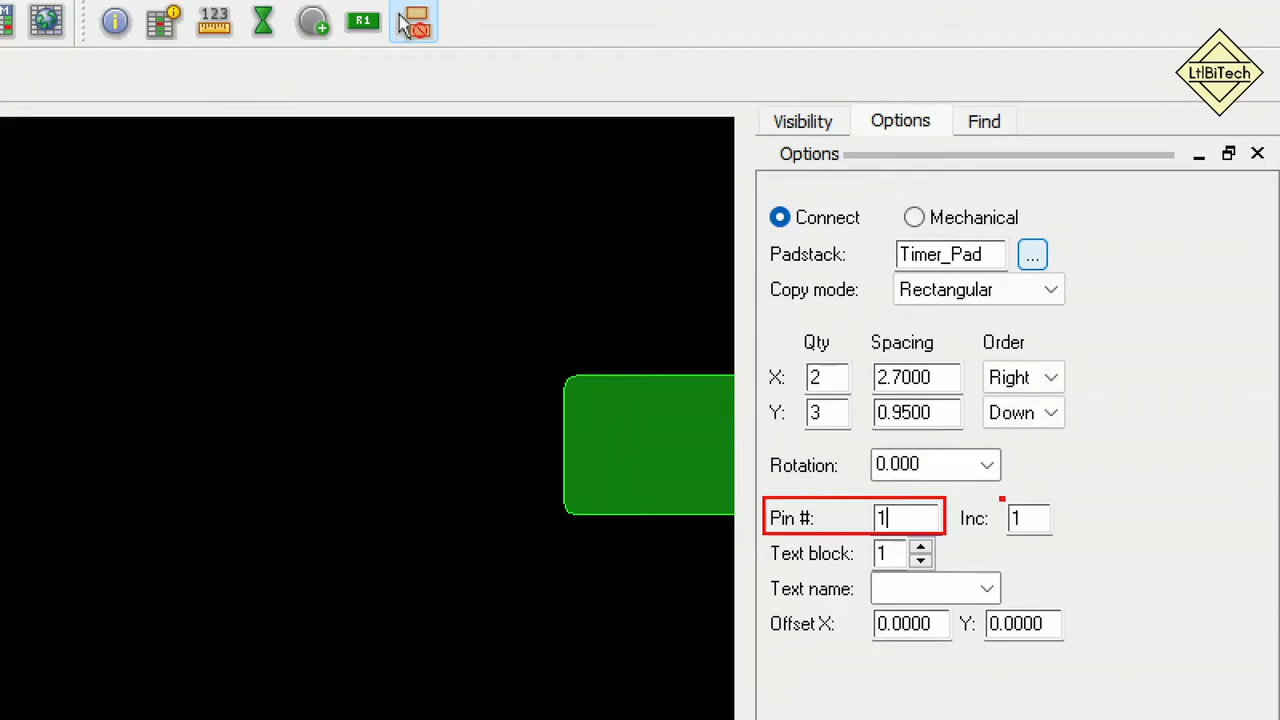 M
123
R1
LtlBiTech
Visibility Options Find
Options
Connect Mechanical
Padstack: Timer_Pad ...
Copy mode: Rectangular
Qty Spacing Order
X: 2 2.7000 Right
Y: 3 0.9500 Down
Rotation: 0.000
Pin #: 1 Inc: 1
Text block: 1
Text name:
Offset X: 0.0000 Y: 0.0000